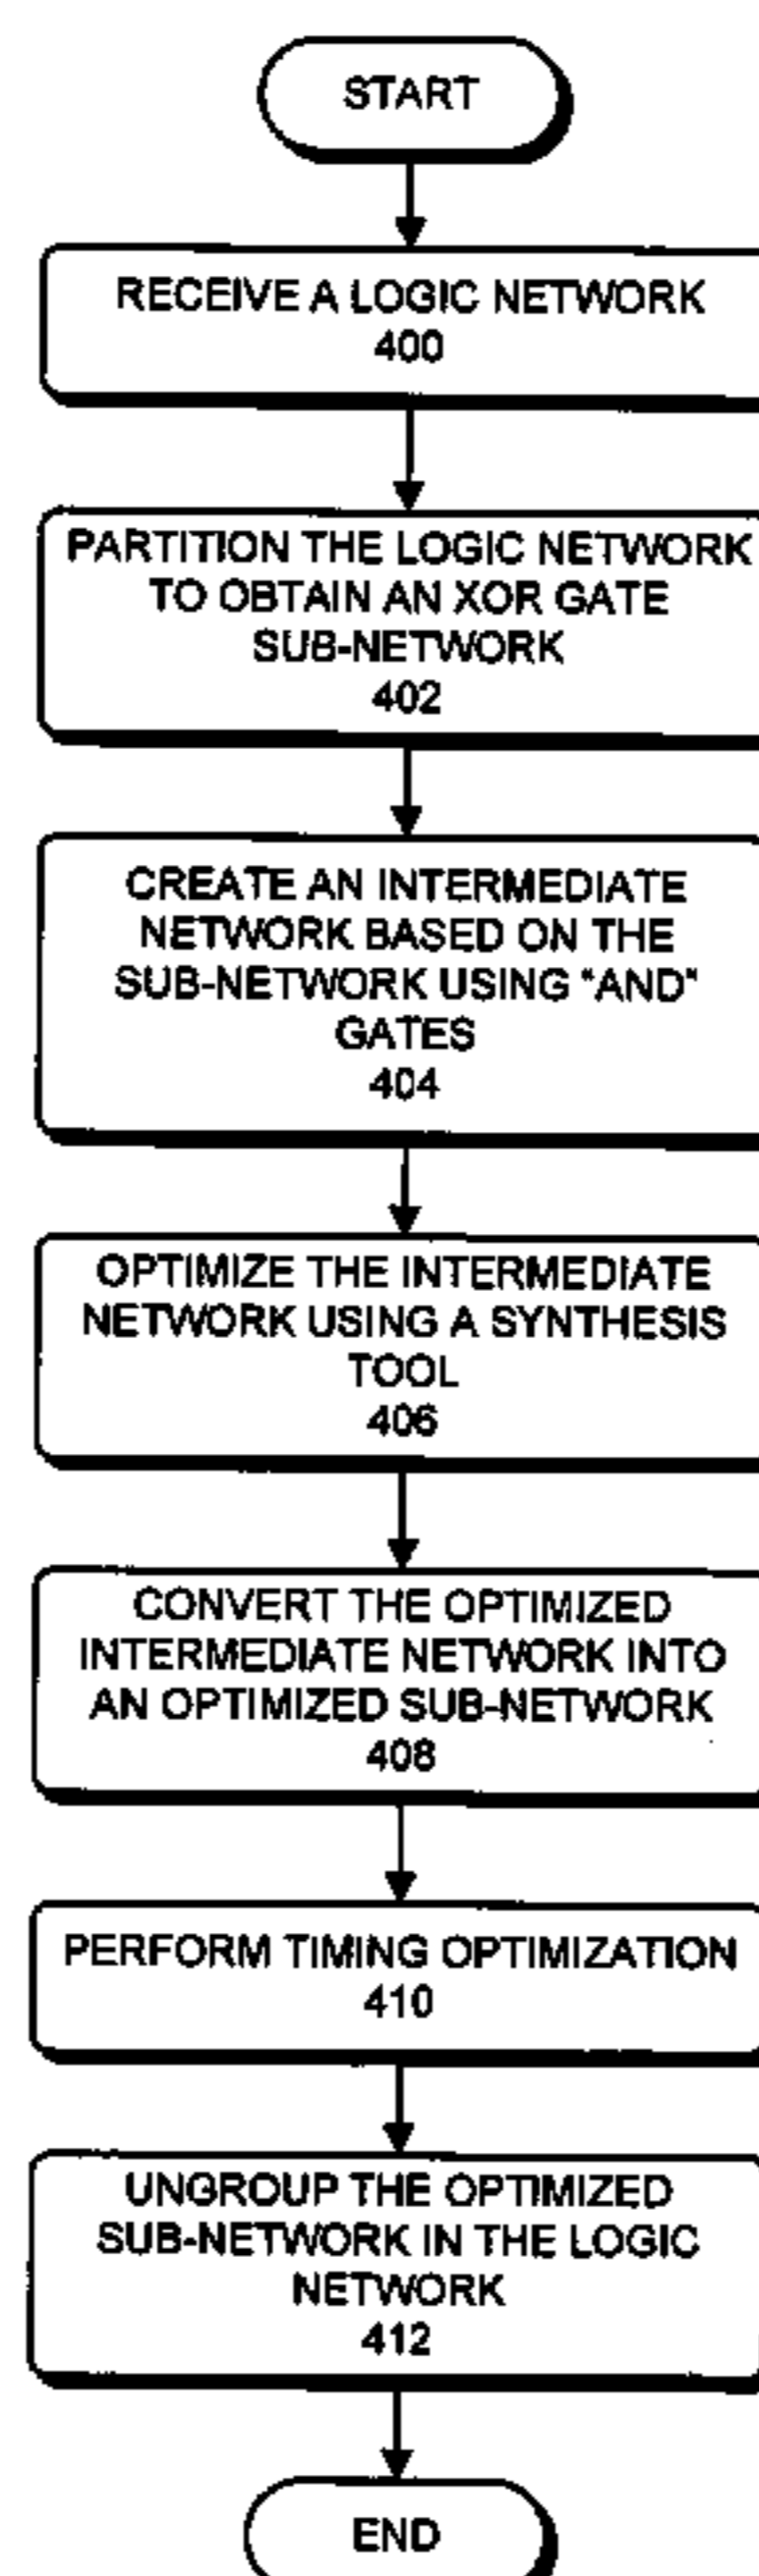 START
RECEIVE A LOGIC NETWORK
400
PARTITION THE LOGIC NETWORK
TO OBTAIN AN XOR GATE
SUB-NETWORK
402
CREATE AN INTERMEDIATE
NETWORK BASED ON THE
SUB-NETWORK USING "AND"
GATES
404
OPTIMIZE THE INTERMEDIATE
NETWORK USING A SYNTHESIS
TOOL
406
CONVERT THE OPTIMIZED
INTERMEDIATE NETWORK INTO
AN OPTIMIZED SUB-NETWORK
408
PERFORM TIMING OPTIMIZATION
410
UNGROUP THE OPTIMIZED
SUB-NETWORK IN THE LOGIC
NETWORK
412
END